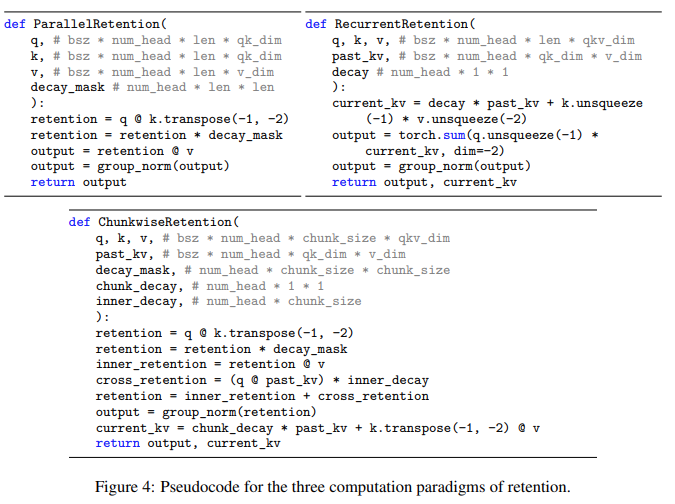 def ParallelRetention(
q, # bsz * num_head * len * qk_dim
k, # bsz * num_head * len * qk_dim
v, # bsz * num_head * len * v_dim
decay_mask # num_head * len * len
):
retention = q @ k.transpose(-1, -2)
retention = retention * decay_mask
output = retention @ v
output = group_norm(output)
return output
def RecurrentRetention(
q, k, v, # bsz * num_head * len * qkv_dim
past_kv, # bsz * num_head * qk_dim * v_dim
decay # num_head * 1 * 1
):
current_kv = decay * past_kv + k.unsqueeze
(-1) * v.unsqueeze(-2)
output = torch.sum(q.unsqueeze(-1) *
current_kv, dim=-2)
output = group_norm(output)
return output, current_kv
def ChunkwiseRetention(
q, k, v, # bsz * num_head * chunk_size * qkv_dim
past_kv, # bsz * num_head * qk_dim * v_dim
decay_mask, # num_head * chunk_size * chunk_size
chunk_decay, # num_head * 1 * 1
inner_decay, # num_head * chunk_size
):
retention = q @ k.transpose(-1, -2)
retention = retention * decay_mask
inner_retention = retention @ v
cross_retention = (q @ past_kv) * inner_decay
retention = inner_retention + cross_retention
output = group_norm(retention)
current_kv = chunk_decay * past_kv + k.transpose(-1, -2) @ v
return output, current_kv
Figure 4: Pseudocode for the three computation paradigms of retention.